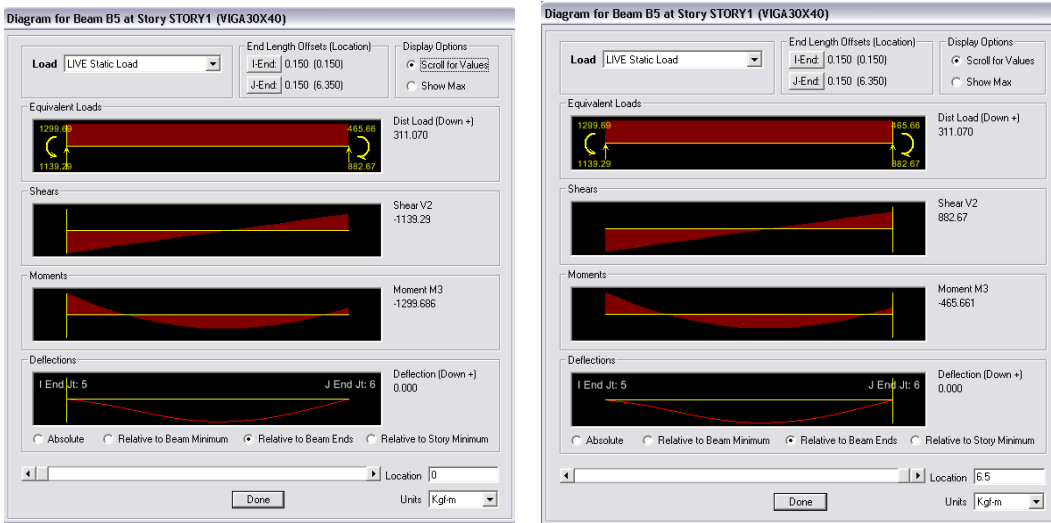 Diagram for Beam B5 at Story STORY1 (VIGA30X40)
Load LIVE Static Load
End Length Offsets (Location)
I-End: 0.150 (0.150)
J-End: 0.150 (6.350)
Display Options
Scroll for Values
Show Max
Equivalent Loads
1299.69 465.66
1139.29 882.67
Dist Load (Down +)
311.070
Shears
Shear V2
-1139.29
Moments
Moment M3
-1299.686
Deflections
I End Jt: 5 J End Jt: 6
Deflection (Down +)
0.000
Absolute Relative to Beam Minimum Relative to Beam Ends Relative to Story Minimum
Location 0
Done Units Kgf-m
Diagram for Beam B5 at Story STORY1 (VIGA30X40)
Load LIVE Static Load
End Length Offsets (Location)
I-End: 0.150 (0.150)
J-End: 0.150 (6.350)
Display Options
Scroll for Values
Show Max
Equivalent Loads
1299.69 465.66
1139.29 882.67
Dist Load (Down +)
311.070
Shears
Shear V2
882.67
Moments
Moment M3
-465.661
Deflections
I End Jt: 5 J End Jt: 6
Deflection (Down +)
0.000
Absolute Relative to Beam Minimum Relative to Beam Ends Relative to Story Minimum
Location 6.5
Done Units Kgf-m